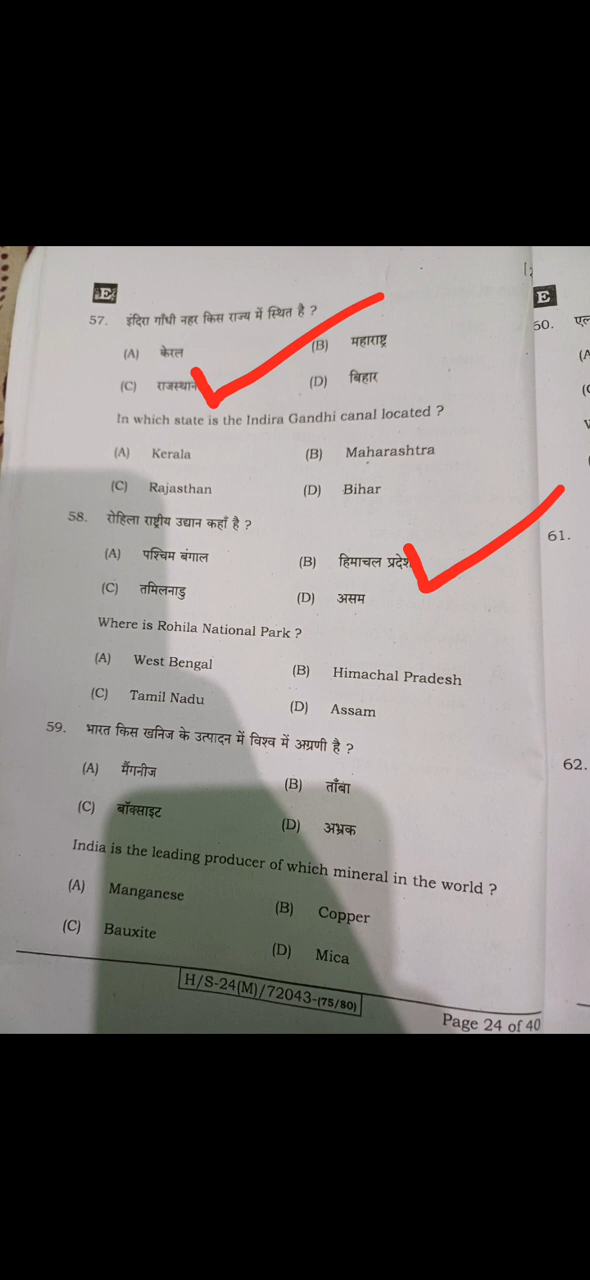 E
57. इंदिरा गाँधी नहर किस राज्य में स्थित है ?
(A) केरल (B) महाराष्ट्र
(C) राजस्थान (D) बिहार
In which state is the Indira Gandhi canal located ?
(A) Kerala (B) Maharashtra
(C) Rajasthan (D) Bihar
58. रोहिला राष्ट्रीय उद्यान कहाँ है ?
(A) पश्चिम बंगाल (B) हिमाचल प्रदेश
(C) तमिलनाडु (D) असम
Where is Rohila National Park ?
(A) West Bengal (B) Himachal Pradesh
(C) Tamil Nadu (D) Assam
59. भारत किस खनिज के उत्पादन में विश्व में अग्रणी है ?
(A) मैंगनीज (B) ताँबा
(C) बॉक्साइट (D) अभ्रक
India is the leading producer of which mineral in the world ?
(A) Manganese (B) Copper
(C) Bauxite (D) Mica
H/S-24(M)/72043-(75/80)
Page 24 of 40
E
60.
61.
62.